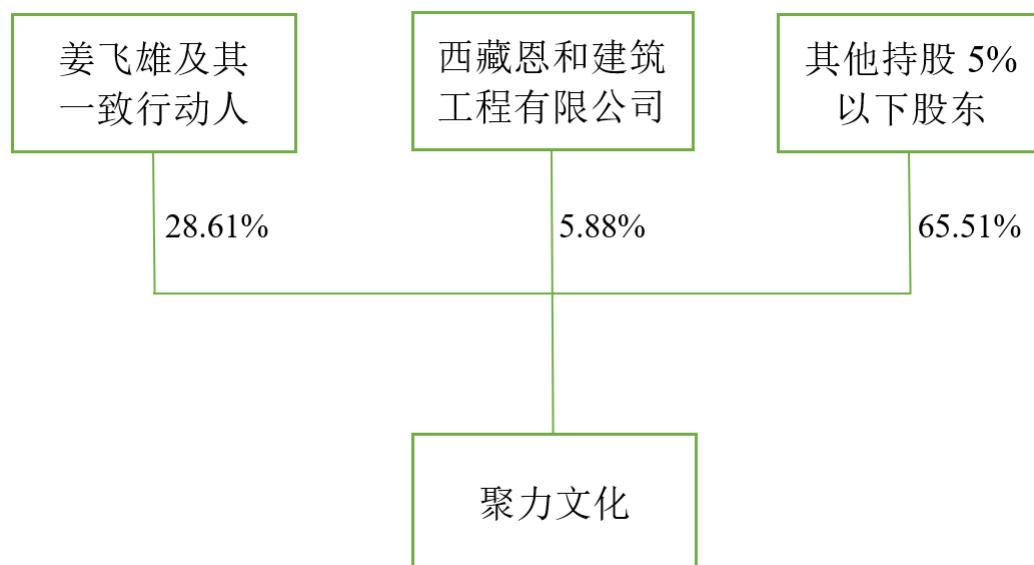 姜飞雄及其
一致行动人
西藏恩和建筑
工程有限公司
其他持股 5%
以下股东
28.61%
5.88%
65.51%
聚力文化